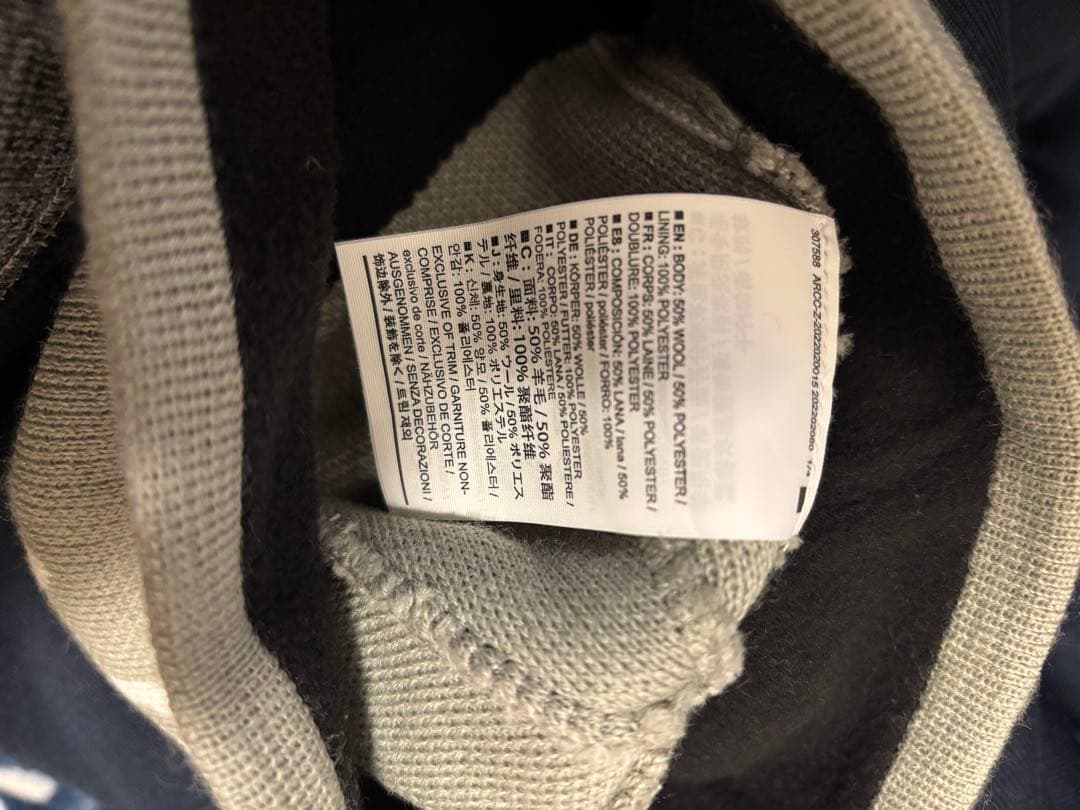 307588 ARCC-Z-2022020015 202202060 1/4
■ EN : BODY: 50% WOOL / 50% POLYESTER /
LINING: 100% POLYESTER
■ FR : CORPS: 50% LAINE / 50% POLYESTER /
DOUBLURE: 100% POLYESTER
■ ES : COMPOSICIÓN: 50% LANA / lana / 50%
POLIÉSTER / poliéster / FORRO: 100%
POLIÉSTER / poliéster
■ DE : KÖRPER: 50% WOLLE / 50%
POLYESTER / FUTTER: 100% POLYESTER
■ IT : CORPO: 50% LANA / 50% POLIESTERE /
FODERA: 100% POLIESTERE
■ C : 面料: 50% 羊毛 / 50% 聚酯
纤维 / 里料: 100% 聚酯纤维
■ J : 身生地: 50% ウール / 50% ポリエス
テル / 裏地: 100% ポリエステル
■ K : 신체: 50% 양모 / 50% 폴리에스터 /
안감: 100% 폴리에스터
EXCLUSIVE OF TRIM / GARNITURE NON-
COMPRISE / EXCLUSIVO DE CORTE /
exclusivo de corte / NÄHZUBEHÖR
AUSGENOMMEN / SENZA DECORAZIONI /
饰边除外 / 装飾を除く / 트림 제외